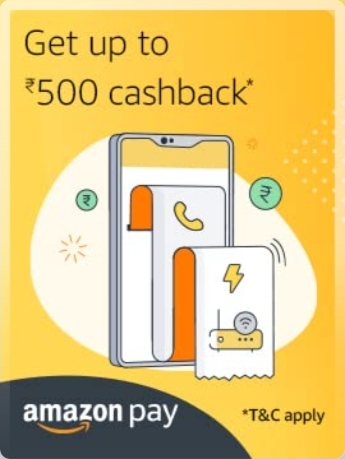 Get up to
₹500 cashback*
₹
₹
amazon pay
*T&C apply